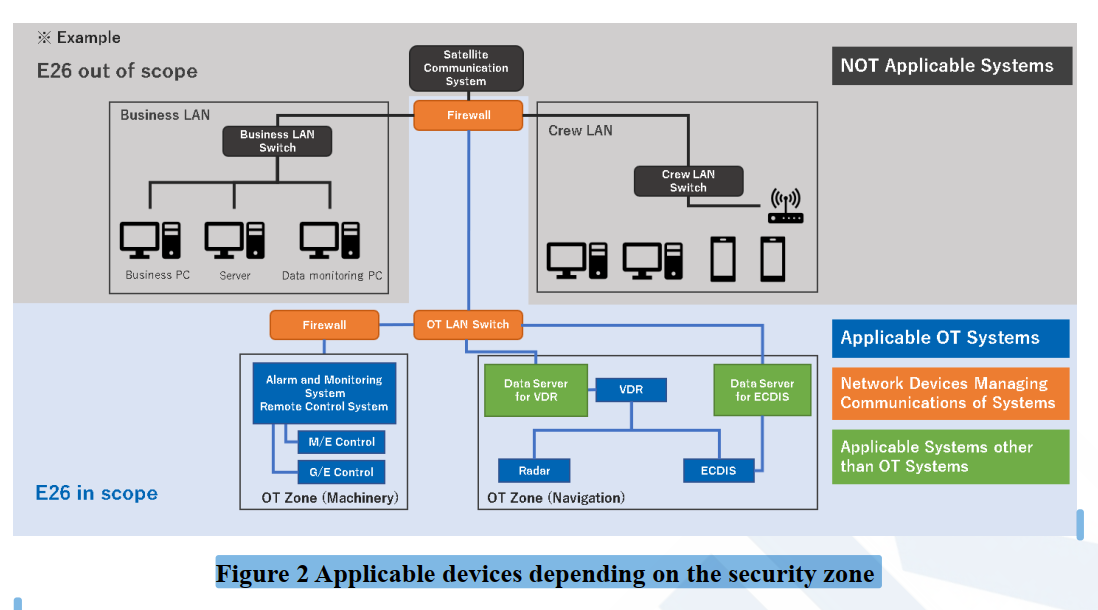 ※ Example
E26 out of scope
Satellite
Communication
System
NOT Applicable Systems
Firewall
Business LAN
Business LAN
Switch
Business PC
Server
Data monitoring PC
Crew LAN
Crew LAN
Switch
Firewall
OT LAN Switch
Applicable OT Systems
Alarm and Monitoring
System
Remote Control System
M/E Control
G/E Control
OT Zone (Machinery)
Data Server
for VDR
VDR
Data Server
for ECDIS
Radar
ECDIS
OT Zone (Navigation)
Network Devices Managing
Communications of Systems
Applicable Systems other
than OT Systems
E26 in scope
Figure 2 Applicable devices depending on the security zone